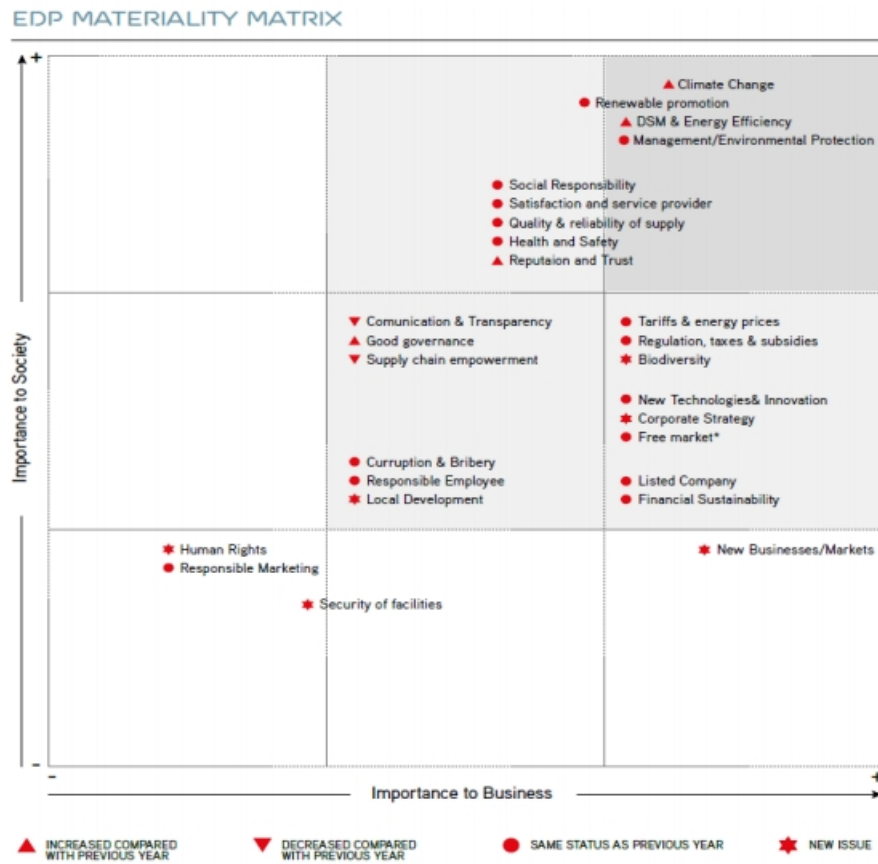 EDP MATERIALITY MATRIX
+
Climate Change
Renewable promotion
DSM & Energy Efficiency
Management/Environmental Protection
Social Responsibility
Satisfaction and service provider
Quality & reliability of supply
Health and Safety
Reputaion and Trust
Importance to Society
Comunication & Transparency
Good governance
Supply chain empowerment
Tariffs & energy prices
Regulation, taxes & subsidies
Biodiversity
New Technologies& Innovation
Corporate Strategy
Free market*
Curruption & Bribery
Responsible Employee
Local Development
Listed Company
Financial Sustainability
Human Rights
Responsible Marketing
Security of facilities
New Businesses/Markets
-
-
+
Importance to Business
INCREASED COMPARED
WITH PREVIOUS YEAR
DECREASED COMPARED
WITH PREVIOUS YEAR
SAME STATUS AS PREVIOUS YEAR
NEW ISSUE